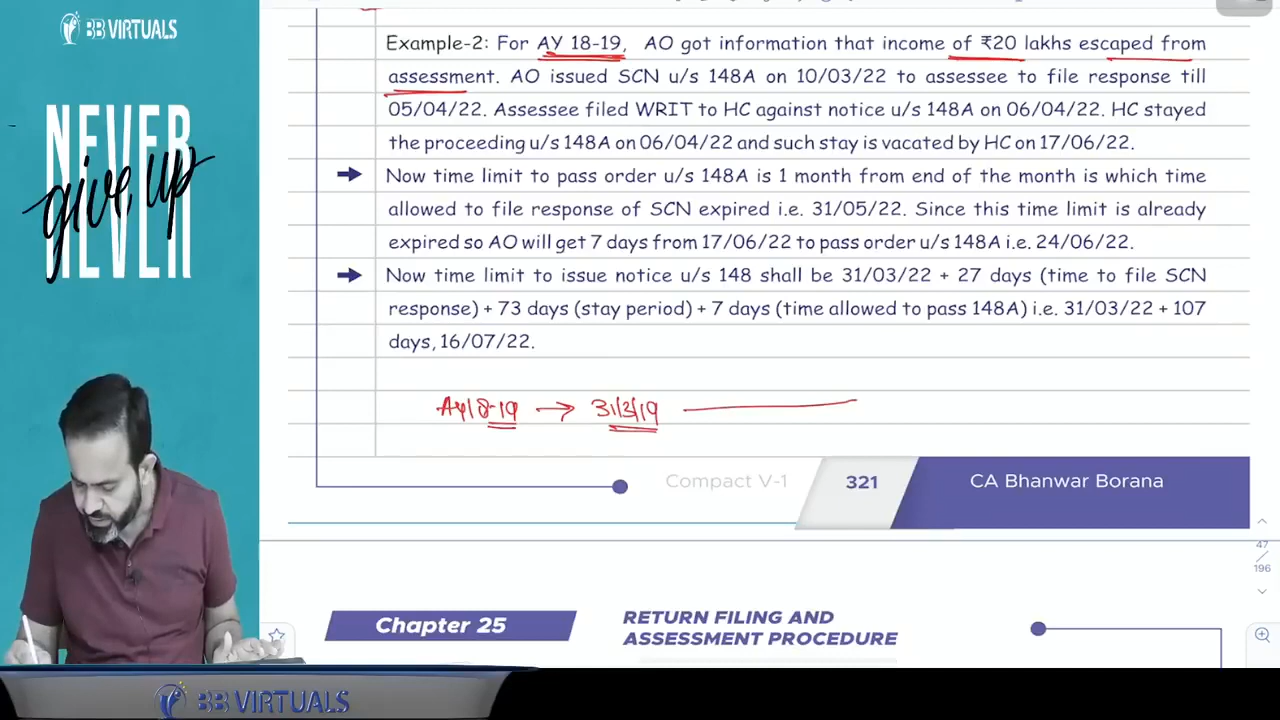 BB VIRTUALS
NEVER
give up
NEVER
Example-2: For AY 18-19, AO got information that income of ₹20 lakhs escaped from
assessment. AO issued SCN u/s 148A on 10/03/22 to assessee to file response till
05/04/22. Assessee filed WRIT to HC against notice u/s 148A on 06/04/22. HC stayed
the proceeding u/s 148A on 06/04/22 and such stay is vacated by HC on 17/06/22.
Now time limit to pass order u/s 148A is 1 month from end of the month is which time
allowed to file response of SCN expired i.e. 31/05/22. Since this time limit is already
expired so AO will get 7 days from 17/06/22 to pass order u/s 148A i.e. 24/06/22.
Now time limit to issue notice u/s 148 shall be 31/03/22 + 27 days (time to file SCN
response) + 73 days (stay period) + 7 days (time allowed to pass 148A) i.e. 31/03/22 + 107
days, 16/07/22.
AY18-19 → 31/3/19
Compact V-1
321
CA Bhanwar Borana
47
/
196
Chapter 25
RETURN FILING AND
ASSESSMENT PROCEDURE
BB VIRTUALS